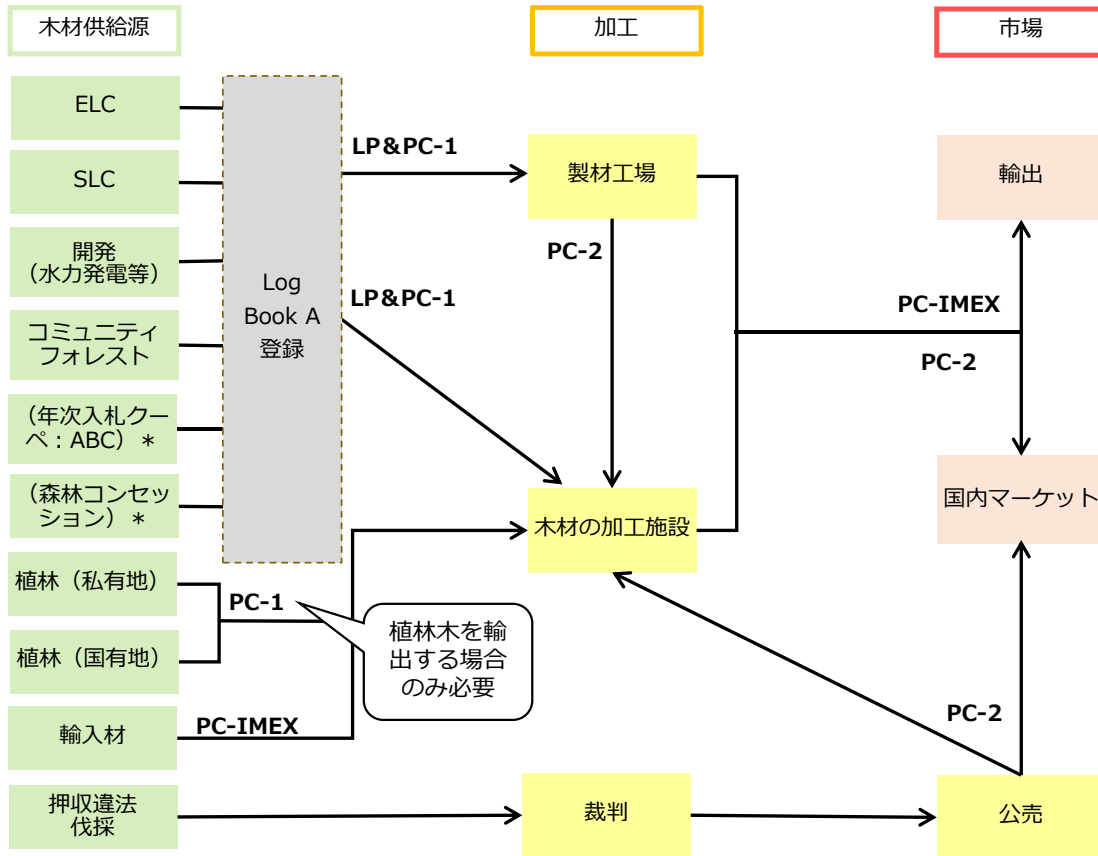 木材供給源
加工
市場
ELC
SLC
開発
（水力発電等）
コミュニティ
フォレスト
（年次入札クー
ペ：ABC）＊
（森林コンセッ
ション）＊
植林（私有地）
植林（国有地）
輸入材
押収違法
伐採
Log
Book A
登録
LP&PC-1
LP&PC-1
PC-1
PC-IMEX
植林木を輸
出する場合
のみ必要
製材工場
PC-2
木材の加工施設
裁判
PC-IMEX
PC-2
輸出
国内マーケット
PC-2
公売